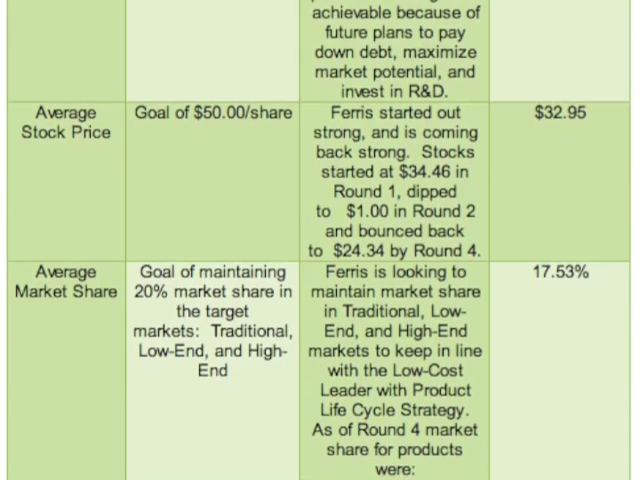 achievable because of
future plans to pay
down debt, maximize
market potential, and
invest in R&D.
Average
Stock Price
Goal of $50.00/share
Ferris started out
strong, and is coming
back strong. Stocks
started at $34.46 in
Round 1, dipped
to $1.00 in Round 2
and bounced back
to $24.34 by Round 4.
$32.95
Average
Market Share
Goal of maintaining
20% market share in
the target
markets: Traditional,
Low-End, and High-
End
Ferris is looking to
maintain market share
in Traditional, Low-
End, and High-End
markets to keep in line
with the Low-Cost
Leader with Product
Life Cycle Strategy.
As of Round 4 market
share for products
were:
17.53%